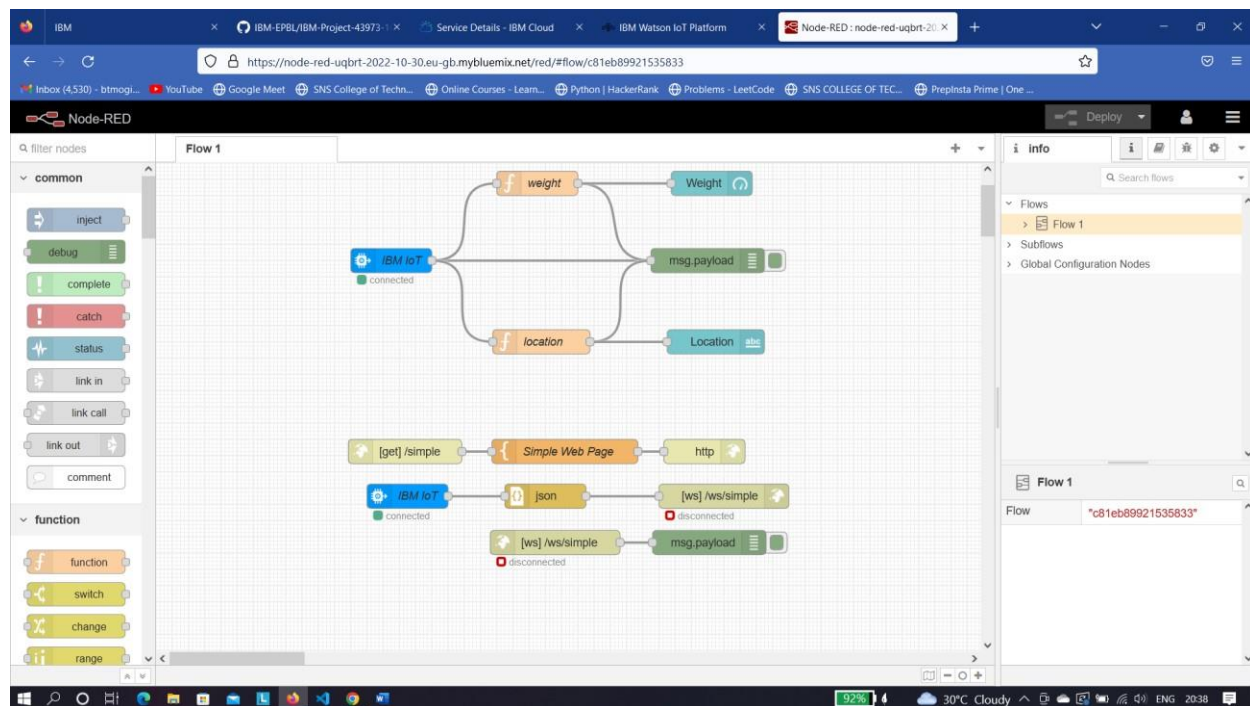 IBM
IBM-EPBL/IBM-Project-43973-1
Service Details - IBM Cloud
IBM Watson IoT Platform
Node-RED : node-red-uqbrt-20
https://node-red-uqbrt-2022-10-30.eu-gb.mybluemix.net/red/#flow/c81eb89921535833
Inbox (4,530) - btmogi...
YouTube
Google Meet
SNS College of Techn...
Online Courses - Learn...
Python | HackerRank
Problems - LeetCode
SNS COLLEGE OF TEC...
PrepInsta Prime | One ...
Node-RED
Deploy
filter nodes
Flow 1
i info
i
Search flows
common
inject
debug
complete
catch
status
link in
link call
link out
comment
function
function
switch
change
range
f weight
Weight
IBM IoT
connected
msg.payload
f location
Location abc
[get] /simple
Simple Web Page
http
IBM IoT
connected
json
[ws] /ws/simple
disconnected
[ws] /ws/simple
disconnected
msg.payload
Flows
Flow 1
Subflows
Global Configuration Nodes
Flow 1
Flow "c81eb89921535833"
92%
30°C Cloudy
ENG
20:38